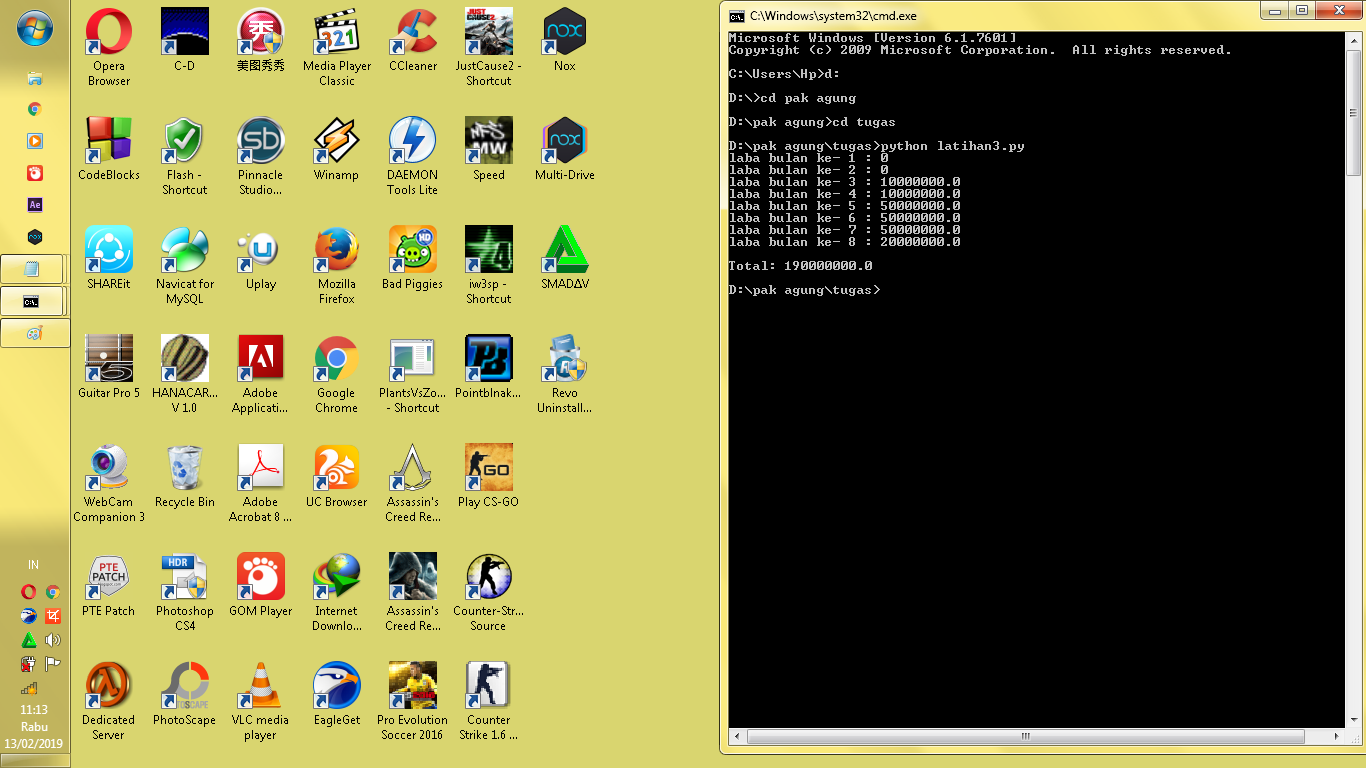 Opera
Browser
C-D
美图秀秀
Media Player
Classic
CCleaner
JustCause2 -
Shortcut
Nox
CodeBlocks
Flash -
Shortcut
Pinnacle
Studio...
Winamp
DAEMON
Tools Lite
Speed
Multi-Drive
SHAREit
Navicat for
MySQL
Uplay
Mozilla
Firefox
Bad Piggies
iw3sp -
Shortcut
SMADΔV
Guitar Pro 5
HANACAR...
V 1.0
Adobe
Applicati...
Google
Chrome
PlantsVsZo...
- Shortcut
Pointblnak...
Revo
Uninstall...
WebCam
Companion 3
Recycle Bin
Adobe
Acrobat 8 ...
UC Browser
Assassin's
Creed Re...
Play CS-GO
PTE Patch
Photoshop
CS4
GOM Player
Internet
Downlo...
Assassin's
Creed Re...
Counter-Str...
Source
Dedicated
Server
PhotoScape
VLC media
player
EagleGet
Pro Evolution
Soccer 2016
Counter
Strike 1.6 ...
IN
11:13
Rabu
13/02/2019
C:\Windows\system32\cmd.exe
Microsoft Windows [Version 6.1.7601]
Copyright (c) 2009 Microsoft Corporation.  All rights reserved.
C:\Users\Hp>d:
D:\>cd pak agung
D:\pak agung>cd tugas
D:\pak agung\tugas>python latihan3.py
laba bulan ke- 1 : 0
laba bulan ke- 2 : 0
laba bulan ke- 3 : 10000000.0
laba bulan ke- 4 : 10000000.0
laba bulan ke- 5 : 50000000.0
laba bulan ke- 6 : 50000000.0
laba bulan ke- 7 : 50000000.0
laba bulan ke- 8 : 20000000.0
Total: 190000000.0
D:\pak agung\tugas>